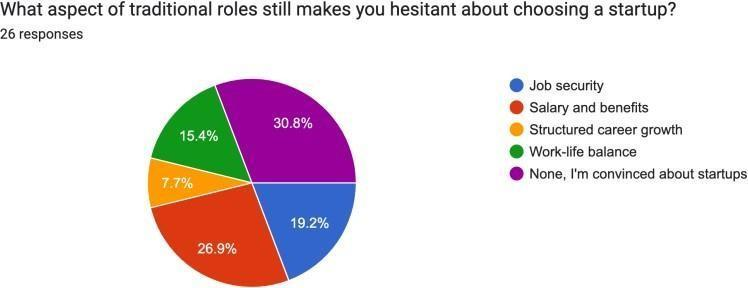 What aspect of traditional roles still makes you hesitant about choosing a startup?
26 responses
Job security
Salary and benefits
Structured career growth
Work-life balance
None, I'm convinced about startups
30.8%
15.4%
7.7%
19.2%
26.9%